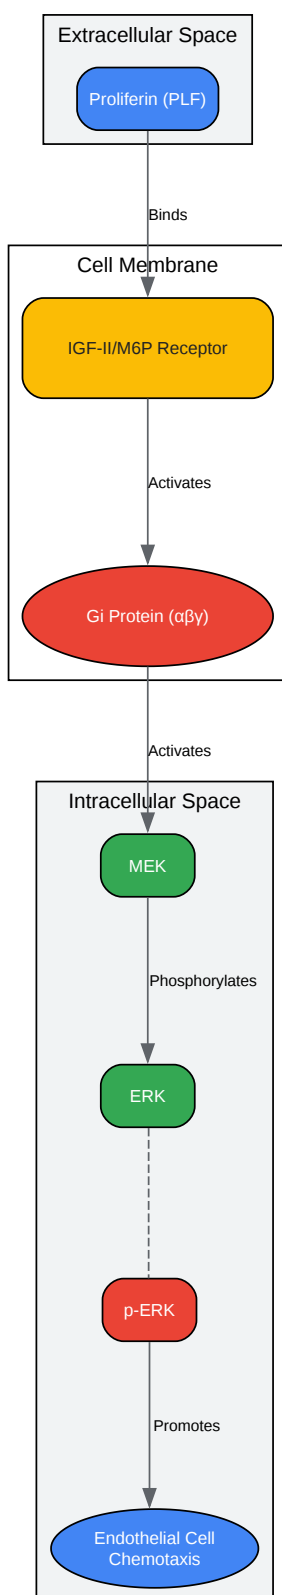 Extracellular Space
Proliferin (PLF)
Binds
Cell Membrane
IGF-II/M6P Receptor
Activates
Gi Protein (αβγ)
Activates
Intracellular Space
MEK
Phosphorylates
ERK
p-ERK
Promotes
Endothelial Cell
Chemotaxis